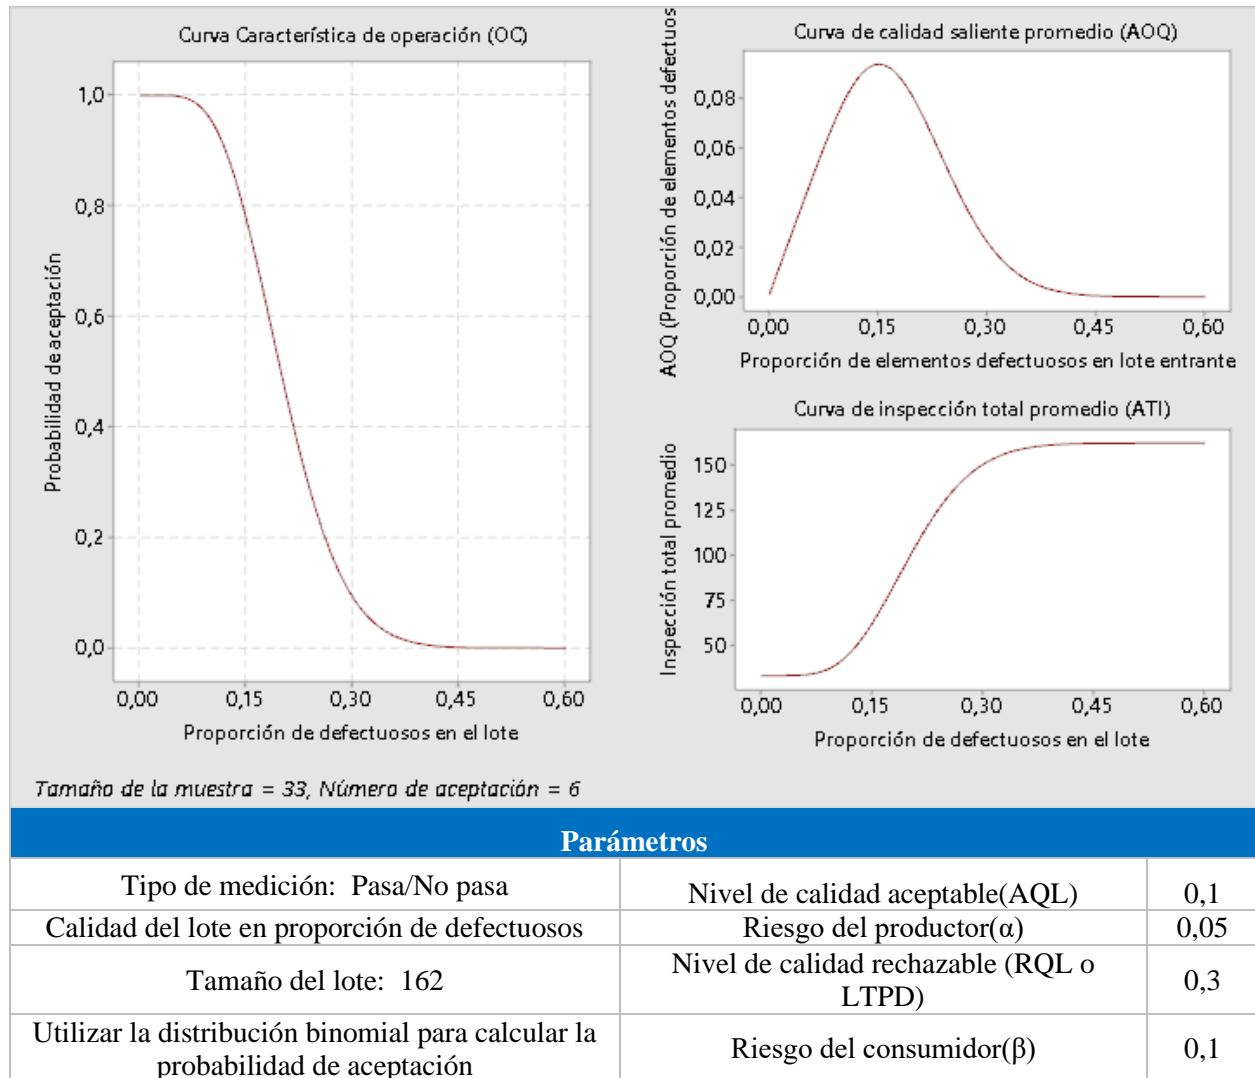 Curva Característica de operación (OC)
1,0
0,8
0,6
0,4
0,2
0,0
Probabilidad de aceptación
0,00 0,15 0,30 0,45 0,60
Proporción de defectuosos en el lote
Tamaño de la muestra = 33, Número de aceptación = 6
Curva de calidad saliente promedio (AOQ)
AOQ (Proporción de elementos defectuos
0,08
0,06
0,04
0,02
0,00
0,00 0,15 0,30 0,45 0,60
Proporción de elementos defectuosos en lote entrante
Curva de inspección total promedio (ATI)
Inspección total promedio
150
125
100
75
50
0,00 0,15 0,30 0,45 0,60
Proporción de defectuosos en el lote
Parámetros
Tipo de medición: Pasa/No pasa
Nivel de calidad aceptable(AQL) 0,1
Calidad del lote en proporción de defectuosos
Riesgo del productor(α) 0,05
Tamaño del lote: 162
Nivel de calidad rechazable (RQL o
LTPD) 0,3
Utilizar la distribución binomial para calcular la
probabilidad de aceptación
Riesgo del consumidor(β) 0,1